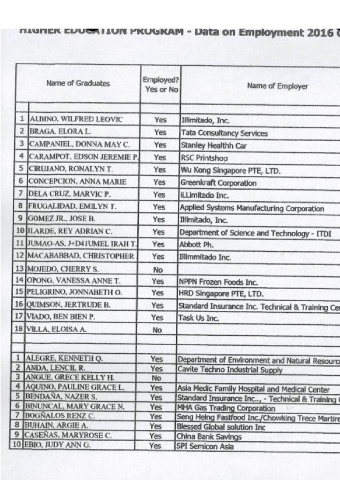 HIGHER EDUCATION PROGRAM - Data on Employment 2016
Name of Graduates Employed? Yes or No Name of Employer
1 ALBINO, WILFRED LEOVIC Yes Illimitado, Inc.
2 BRAGA, ELORA L. Yes Tata Consultancy Services
3 CAMPANIEL, DONNA MAY C. Yes Stanley Healthh Car
4 CARAMPOT, EDSON JEREMIE P. Yes RSC Printshop
5 CIRUJANO, RONALYN T. Yes Wu Kong Singapore PTE, LTD.
6 CONCEPCION, ANNA MARIE Yes Greenkraft Corporation
7 DELA CRUZ, MARVIC P. Yes iLLimitado Inc.
8 FRUGALIDAD, EMILYN T. Yes Applied Systems Manufacturing Corporation
9 GOMEZ JR., JOSE B. Yes Illimitado, Inc.
10 ILARDE, REY ADRIAN C. Yes Department of Science and Technology - ITDI
11 JUMAO-AS, IRAH T. Yes Abbott Ph.
12 MACABABBAD, CHRISTOPHER Yes Illimmitado Inc.
13 MOJEDO, CHERRY S. No
14 OPONG, VANESSA ANNE T. Yes NPPN Frozen Foods Inc.
15 PELIGRINO, JONNABETH O. Yes HRD Singapore PTE, LTD.
16 QUIMSON, JERTRUDE B. Yes Standard Insurance Inc. Technical & Training Cen
17 VIADO, BEN BIEN P. Yes Task Us Inc.
18 VILLA, ELOISA A. No
1 ALEGRE, KENNETH Q. Yes Department of Environment and Natural Resourc
2 ANDA, LENCIL R. Yes Cavite Techno Industrial Supply
3 ANGUE, GRECE KELLY H. No
4 AQUINO, PAULINE GRACE L. Yes Asia Medic Family Hospital and Medical Center
5 BENDAÑA, NAZER S. Yes Standard Insurance Inc.., - Technical & Training
6 BINUNCAL, MARY GRACE N. Yes MHA Gas Trading Corporation
7 BOGÑALOS RENZ C. Yes Seng Heing Fastfood Inc./Chowking Trece Martire
8 BUHAIN, ARGIE A. Yes Blessed Global solution Inc
9 CASEÑAS, MARYROSE C. Yes China Bank Savings
10 EBIO, JUDY ANN G. Yes SPI Semicon Asia